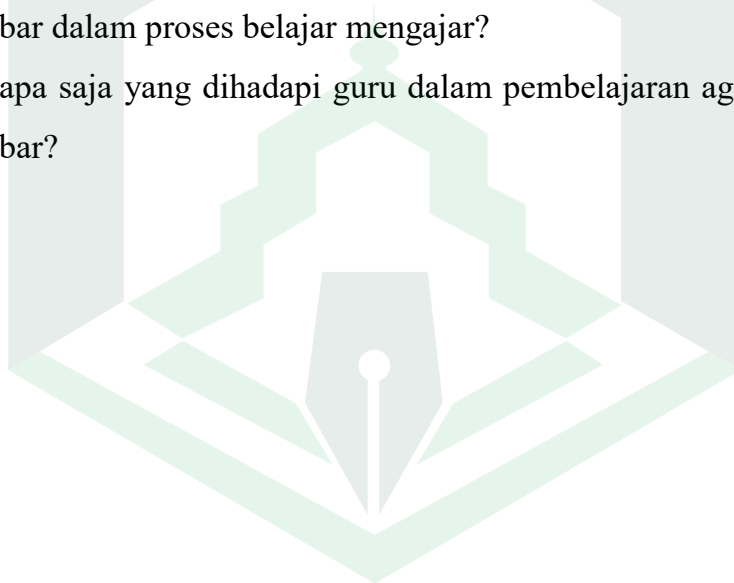 bar dalam proses belajar mengajar?
apa saja yang dihadapi guru dalam pembelajaran ag
bar?